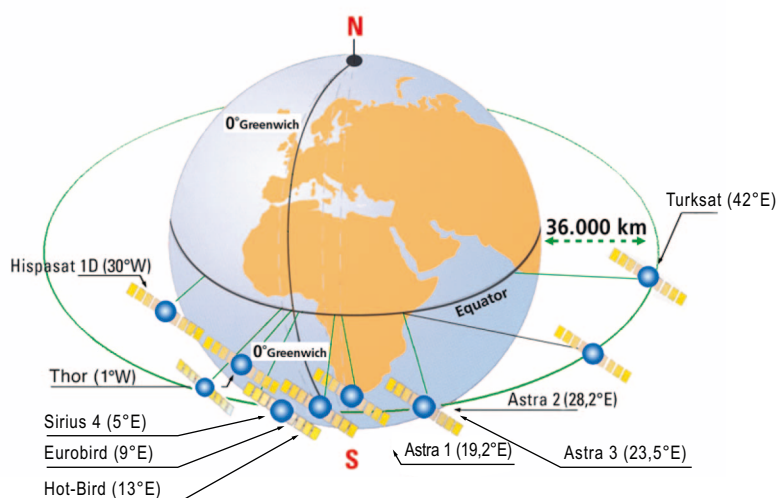 N
0°Greenwich
Turksat (42°E)
36.000 km
Hispasat 1D (30°W)
Equator
0°Greenwich
Thor (1°W)
Astra 2 (28,2°E)
Sirius 4 (5°E)
Eurobird (9°E)
S
Astra 1 (19,2°E)
Astra 3 (23,5°E)
Hot-Bird (13°E)